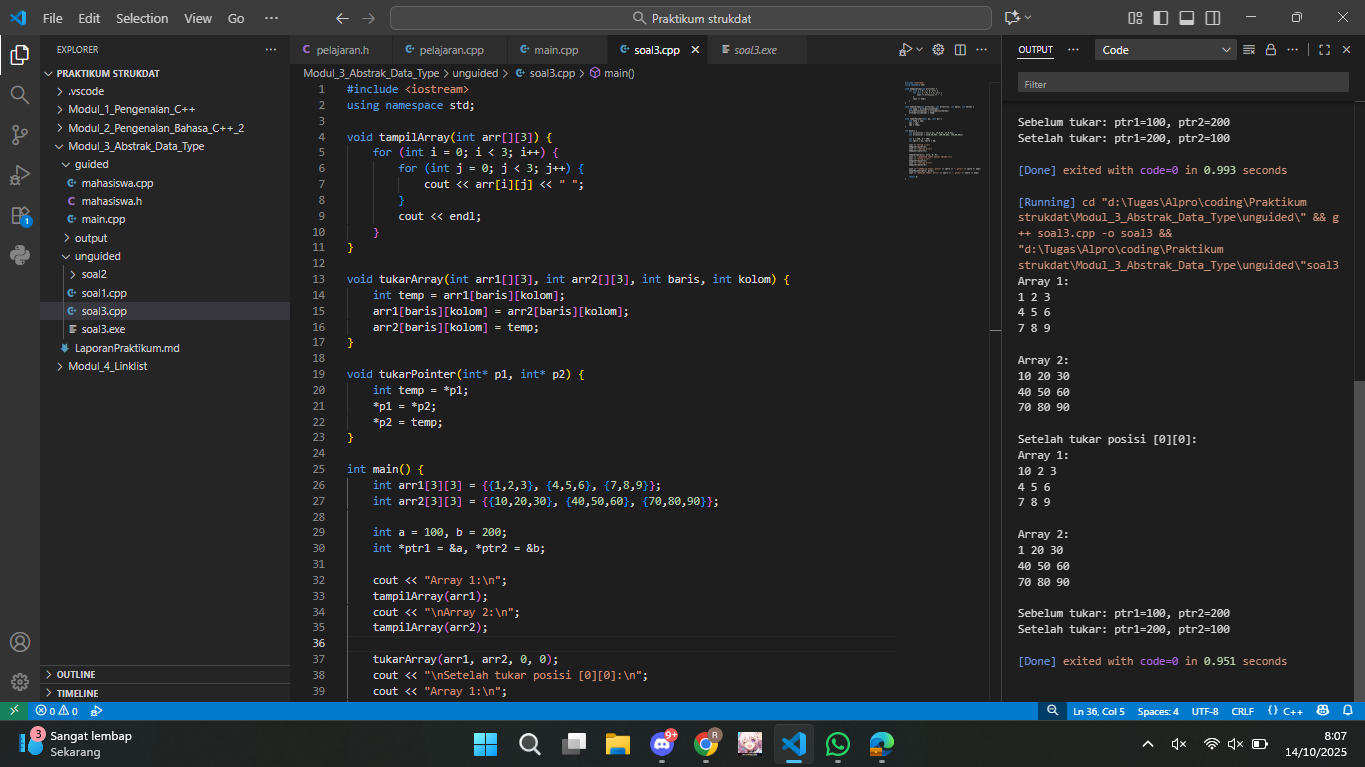 File Edit Selection View Go ··· Praktikum strukdat
EXPLORER ···
PRAKTIKUM STRUKDAT
.vscode
Modul_1_Pengenalan_C++
Modul_2_Pengenalan_Bahasa_C++_2
Modul_3_Abstrak_Data_Type
guided
mahasiswa.cpp
mahasiswa.h
main.cpp
output
unguided
soal2
soal1.cpp
soal3.cpp
soal3.exe
LaporanPraktikum.md
Modul_4_Linklist
OUTLINE
TIMELINE
pelajaran.h pelajaran.cpp main.cpp soal3.cpp soal3.exe
Modul_3_Abstrak_Data_Type > unguided > soal3.cpp > main()
1 #include <iostream>
2 using namespace std;
3
4 void tampilArray(int arr[][3]) {
5 for (int i = 0; i < 3; i++) {
6 for (int j = 0; j < 3; j++) {
7 cout << arr[i][j] << " ";
8 }
9 cout << endl;
10 }
11 }
12
13 void tukarArray(int arr1[][3], int arr2[][3], int baris, int kolom) {
14 int temp = arr1[baris][kolom];
15 arr1[baris][kolom] = arr2[baris][kolom];
16 arr2[baris][kolom] = temp;
17 }
18
19 void tukarPointer(int* p1, int* p2) {
20 int temp = *p1;
21 *p1 = *p2;
22 *p2 = temp;
23 }
24
25 int main() {
26 int arr1[3][3] = {{1,2,3}, {4,5,6}, {7,8,9}};
27 int arr2[3][3] = {{10,20,30}, {40,50,60}, {70,80,90}};
28
29 int a = 100, b = 200;
30 int *ptr1 = &a, *ptr2 = &b;
31
32 cout << "Array 1:\n";
33 tampilArray(arr1);
34 cout << "\nArray 2:\n";
35 tampilArray(arr2);
36
37 tukarArray(arr1, arr2, 0, 0);
38 cout << "\nSetelah tukar posisi [0][0]:\n";
39 cout << "Array 1:\n";
OUTPUT ··· Code
Filter
Sebelum tukar: ptr1=100, ptr2=200
Setelah tukar: ptr1=200, ptr2=100
[Done] exited with code=0 in 0.993 seconds
[Running] cd "d:\Tugas\Alpro\coding\Praktikum
strukdat\Modul_3_Abstrak_Data_Type\unguided\" && g
++ soal3.cpp -o soal3 &&
"d:\Tugas\Alpro\coding\Praktikum
strukdat\Modul_3_Abstrak_Data_Type\unguided\"soal3
Array 1:
1 2 3
4 5 6
7 8 9
Array 2:
10 20 30
40 50 60
70 80 90
Setelah tukar posisi [0][0]:
Array 1:
10 2 3
4 5 6
7 8 9
Array 2:
1 20 30
40 50 60
70 80 90
Sebelum tukar: ptr1=100, ptr2=200
Setelah tukar: ptr1=200, ptr2=100
[Done] exited with code=0 in 0.951 seconds
0 0 Ln 36, Col 5 Spaces: 4 UTF-8 CRLF {} C++
3 Sangat lembap
Sekarang
9+ R
8:07
14/10/2025